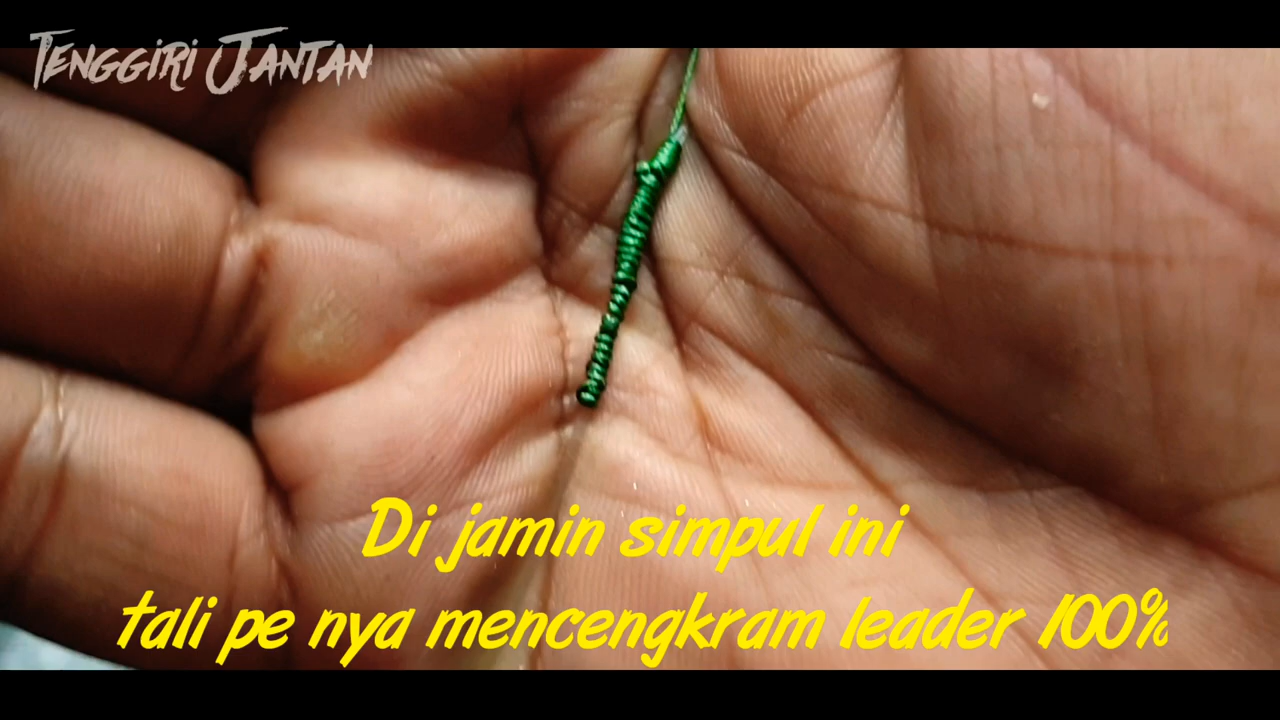 TENGGIRI JANTAN
Di jamin simpul ini
tali pe nya mencengkram leader 100%